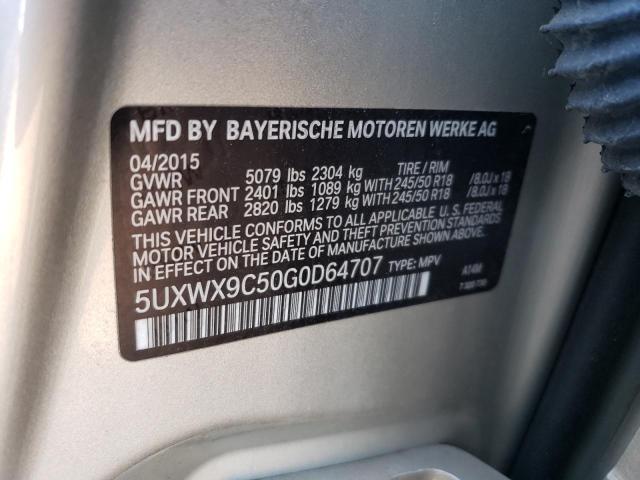 MFD BY BAYERISCHE MOTOREN WERKE AG
04/2015
GVWR 5079 lbs 2304 kg TIRE / RIM
GAWR FRONT 2401 lbs 1089 kg WITH 245/50 R18 /8.0J x 18
GAWR REAR 2820 lbs 1279 kg WITH 245/50 R18 /8.0J x 18
THIS VEHICLE CONFORMS TO ALL APPLICABLE U.S. FEDERAL
MOTOR VEHICLE SAFETY AND THEFT PREVENTION STANDARDS
IN EFFECT ON THE DATE OF MANUFACTURE SHOWN ABOVE.
5UXWX9C50G0D64707 TYPE: MPV